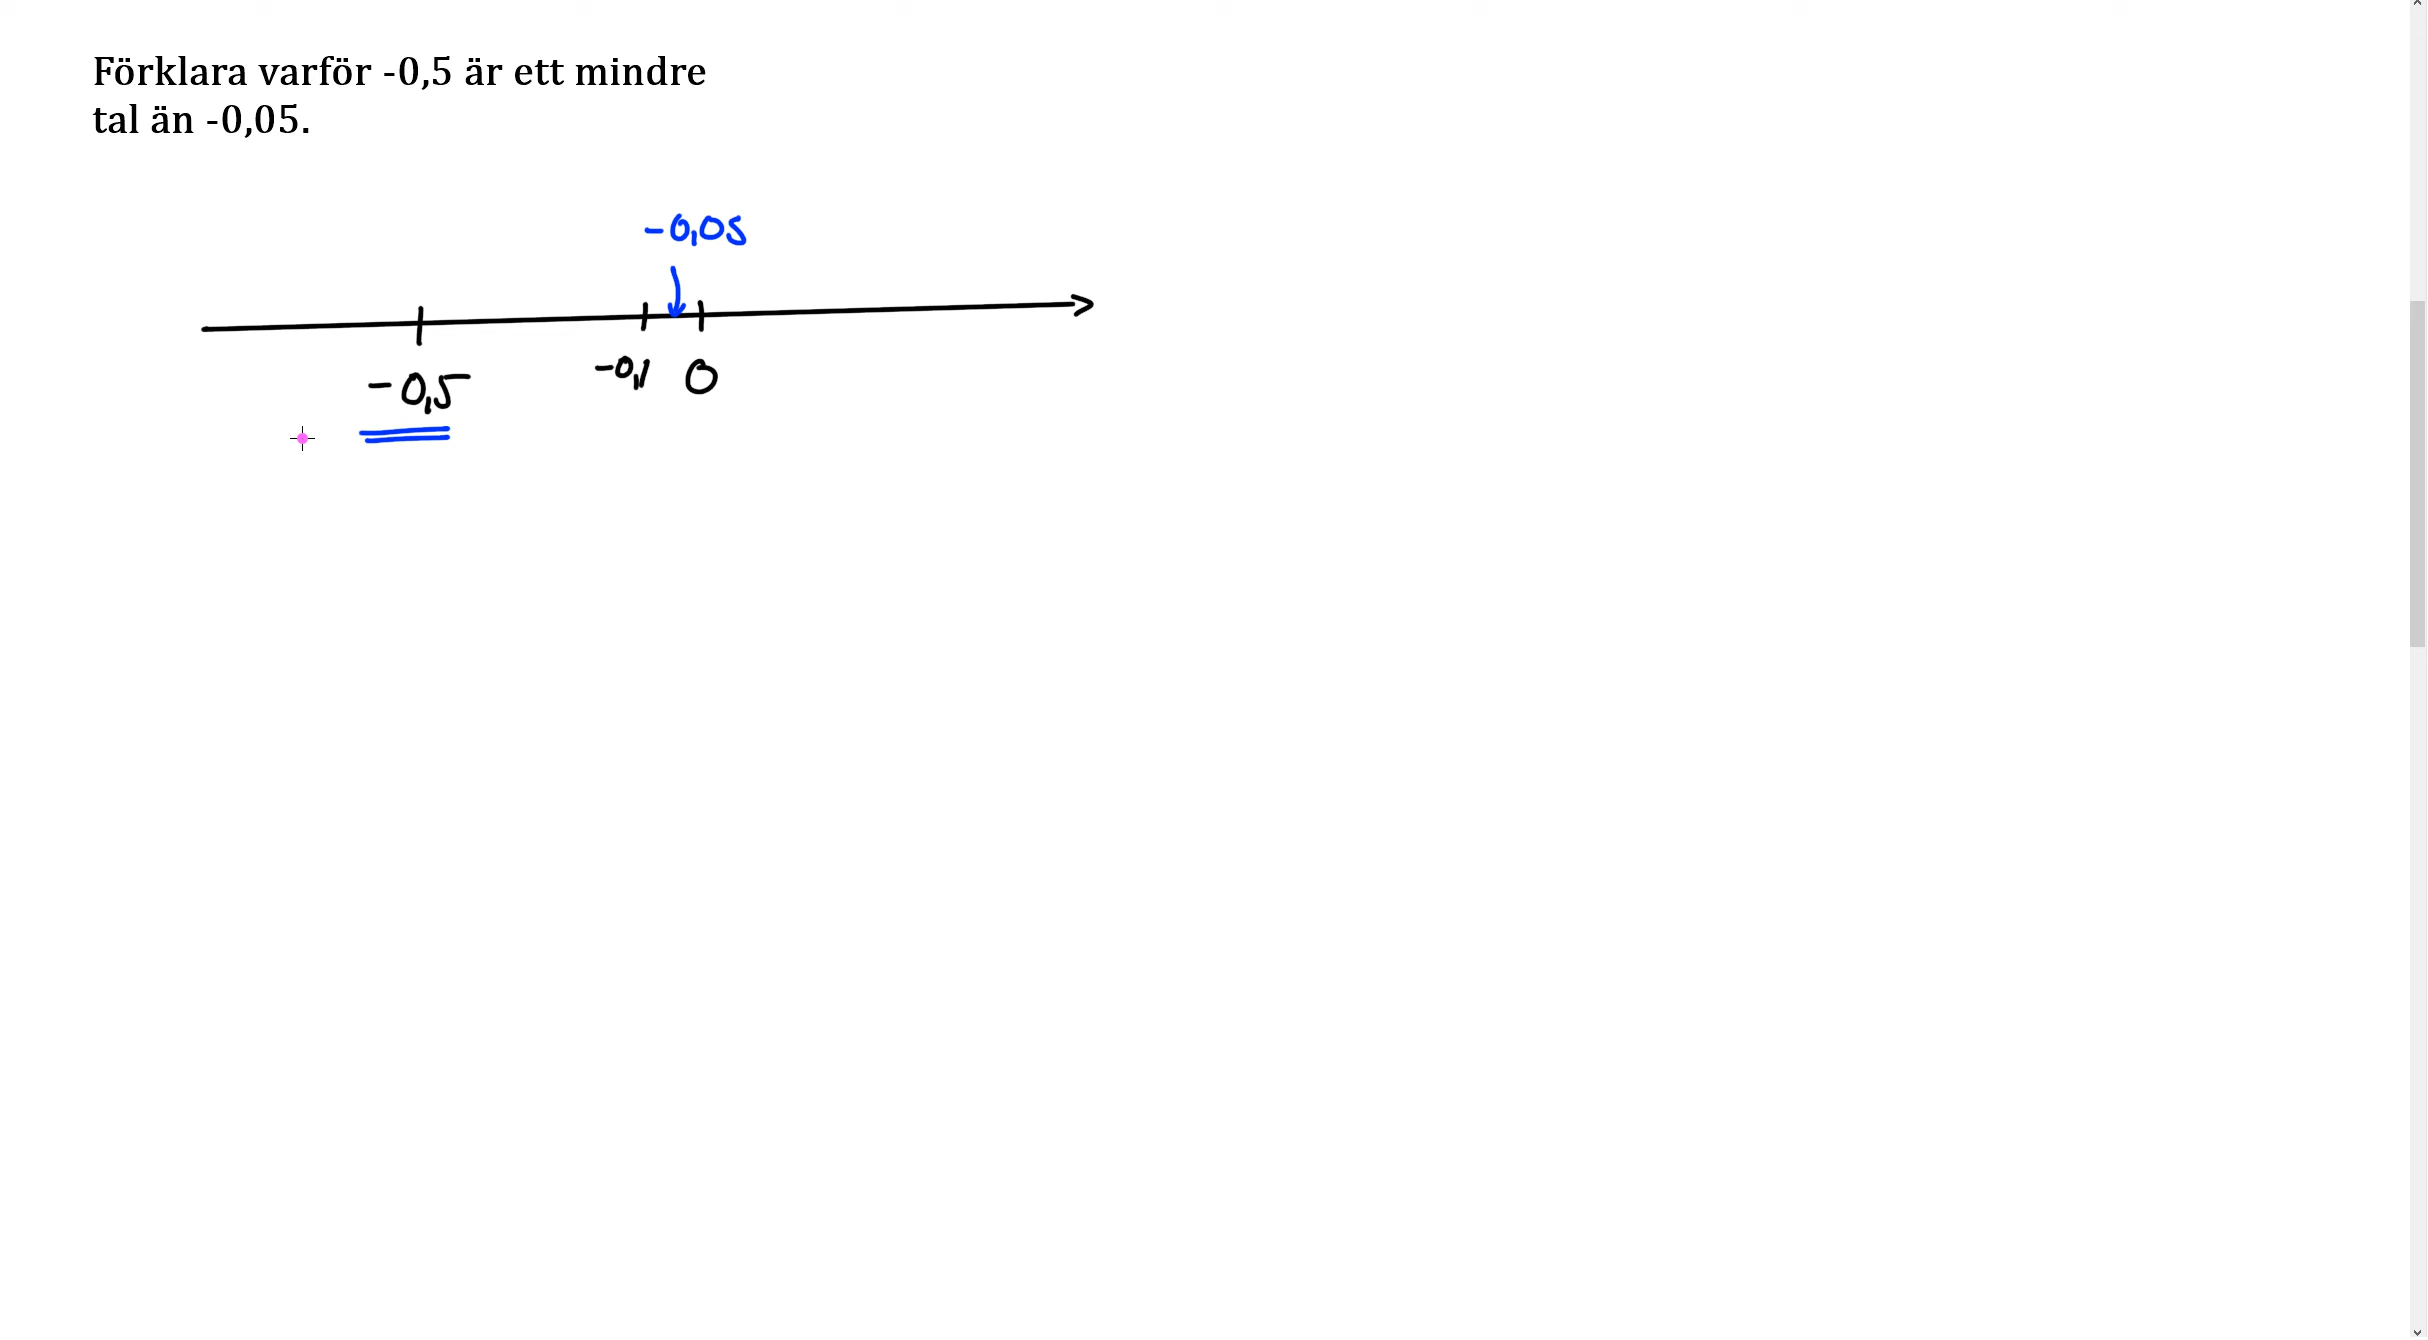 Förklara varför -0,5 är ett mindre
tal än -0,05.
-0,05
-0,5
-0,1
0